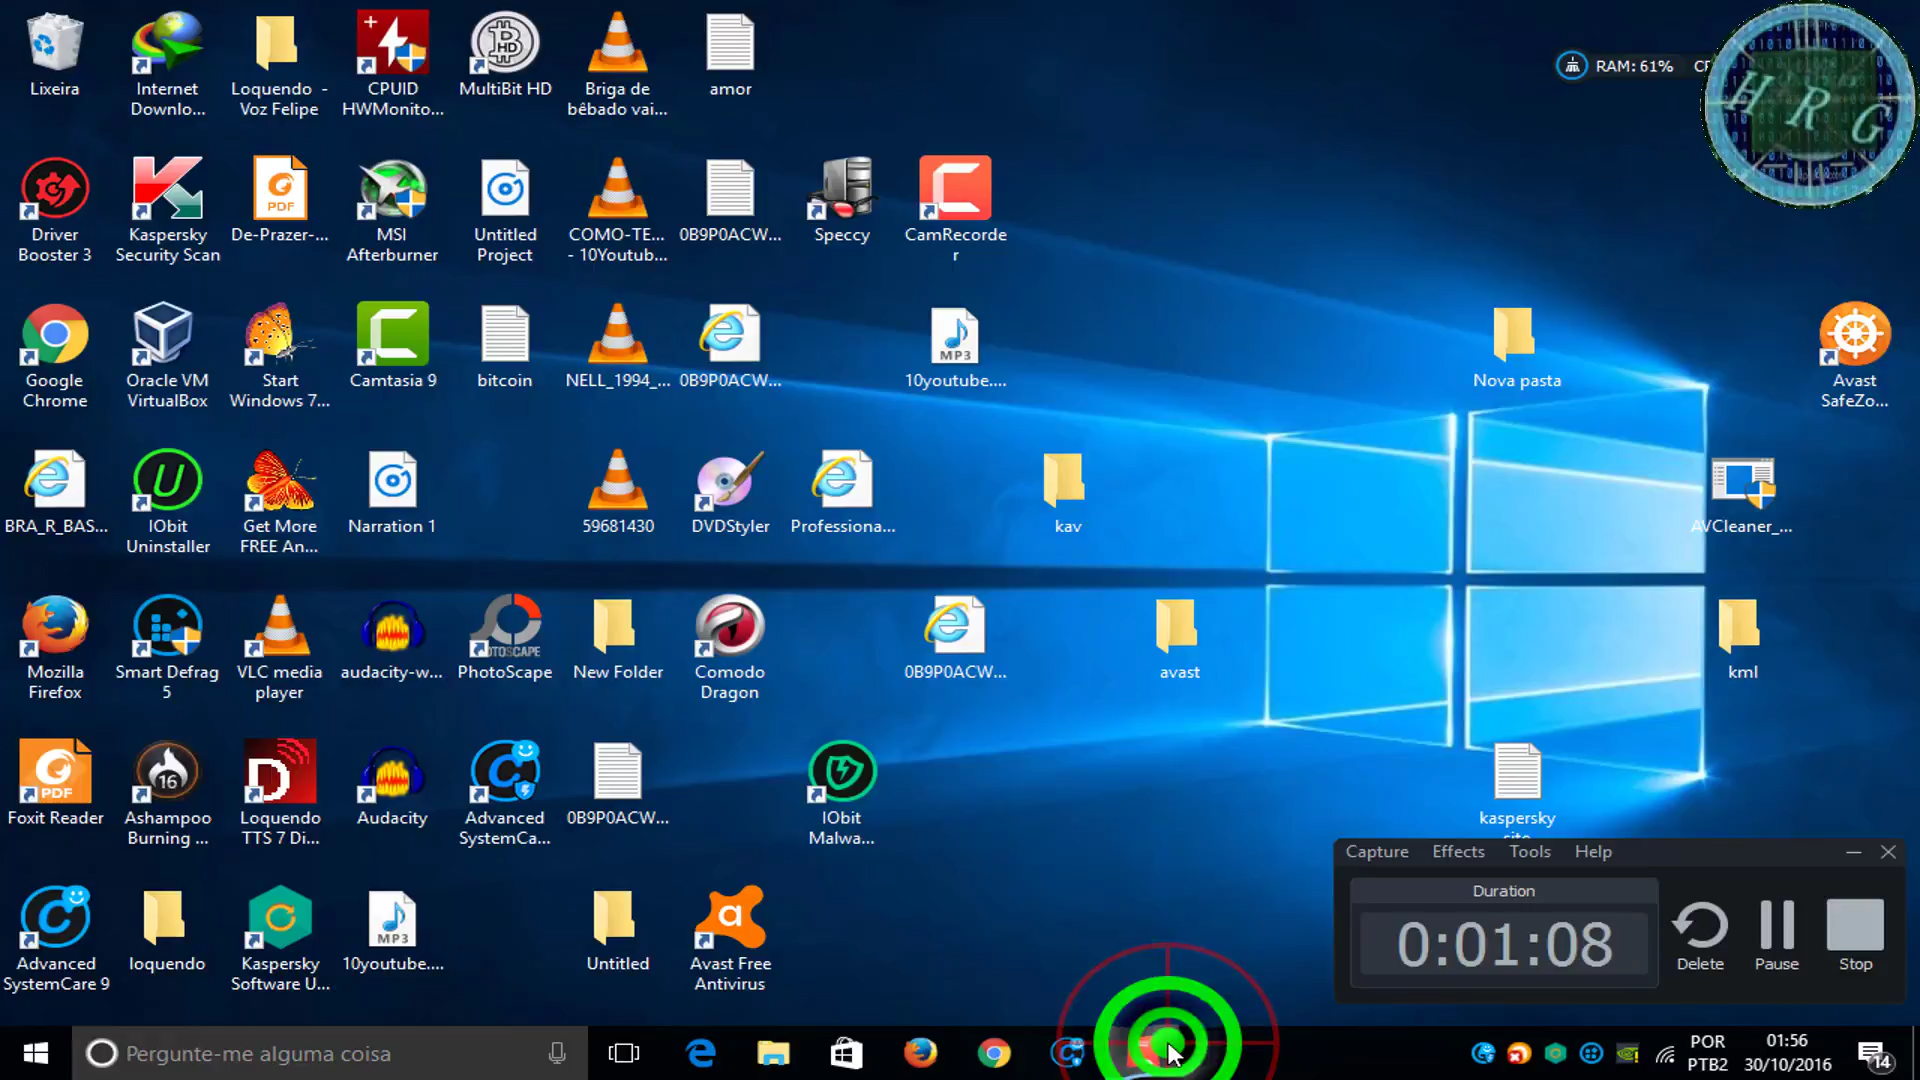 RAM: 61%
H R G
Lixeira
Internet
Downlo...
Loquendo -
Voz Felipe
CPUID
HWMonito...
MultiBit HD
Briga de
bêbado vai...
amor
Driver
Booster 3
Kaspersky
Security Scan
De-Prazer-...
MSI
Afterburner
Untitled
Project
COMO-TE...
- 10Youtub...
0B9P0ACW...
Speccy
CamRecorde
r
Google
Chrome
Oracle VM
VirtualBox
Start
Windows 7...
Camtasia 9
bitcoin
NELL_1994_...
0B9P0ACW...
MP3
10youtube....
Nova pasta
Avast
SafeZo...
BRA_R_BAS...
IObit
Uninstaller
Get More
FREE An...
Narration 1
59681430
DVDStyler
Professiona...
kav
AVCleaner_...
Mozilla
Firefox
Smart Defrag
5
VLC media
player
audacity-w...
PhotoScape
New Folder
Comodo
Dragon
0B9P0ACW...
avast
kml
PDF
Foxit Reader
16
Ashampoo
Burning ...
Loquendo
TTS 7 Di...
Audacity
Advanced
SystemCa...
0B9P0ACW...
IObit
Malwa...
kaspersky
Advanced
SystemCare 9
loquendo
Kaspersky
Software U...
MP3
10youtube....
Untitled
Avast Free
Antivirus
Capture Effects Tools Help
Duration
0:01:08
Delete
Pause
Stop
Pergunte-me alguma coisa
POR
PTB2
01:56
30/10/2016
14